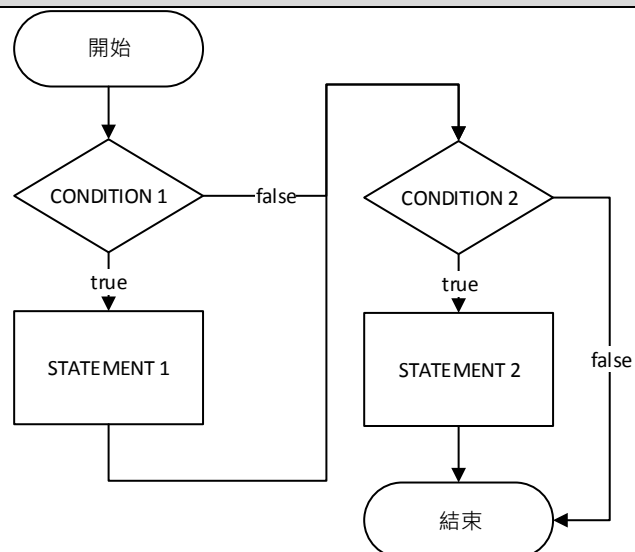 開始
CONDITION 1
false
true
STATEMENT 1
CONDITION 2
true
false
STATEMENT 2
結束